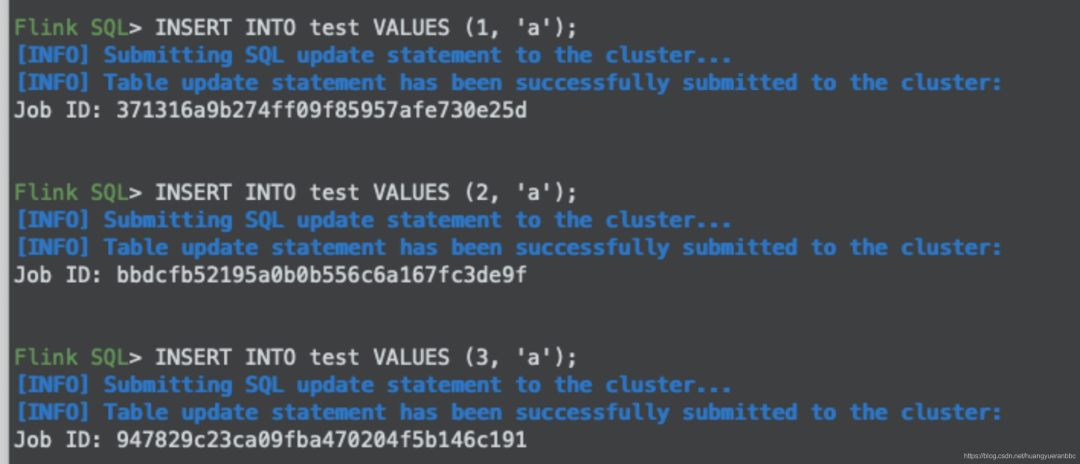 Flink SQL> INSERT INTO test VALUES (1, 'a');
[INFO] Submitting SQL update statement to the cluster...
[INFO] Table update statement has been successfully submitted to the cluster:
Job ID: 371316a9b274ff09f85957afe730e25d
Flink SQL> INSERT INTO test VALUES (2, 'a');
[INFO] Submitting SQL update statement to the cluster...
[INFO] Table update statement has been successfully submitted to the cluster:
Job ID: bbdcfb52195a0b0b556c6a167fc3de9f
Flink SQL> INSERT INTO test VALUES (3, 'a');
[INFO] Submitting SQL update statement to the cluster...
[INFO] Table update statement has been successfully submitted to the cluster:
Job ID: 947829c23ca09fba470204f5b146c191
https://blog.csdn.net/huangyueranbbc